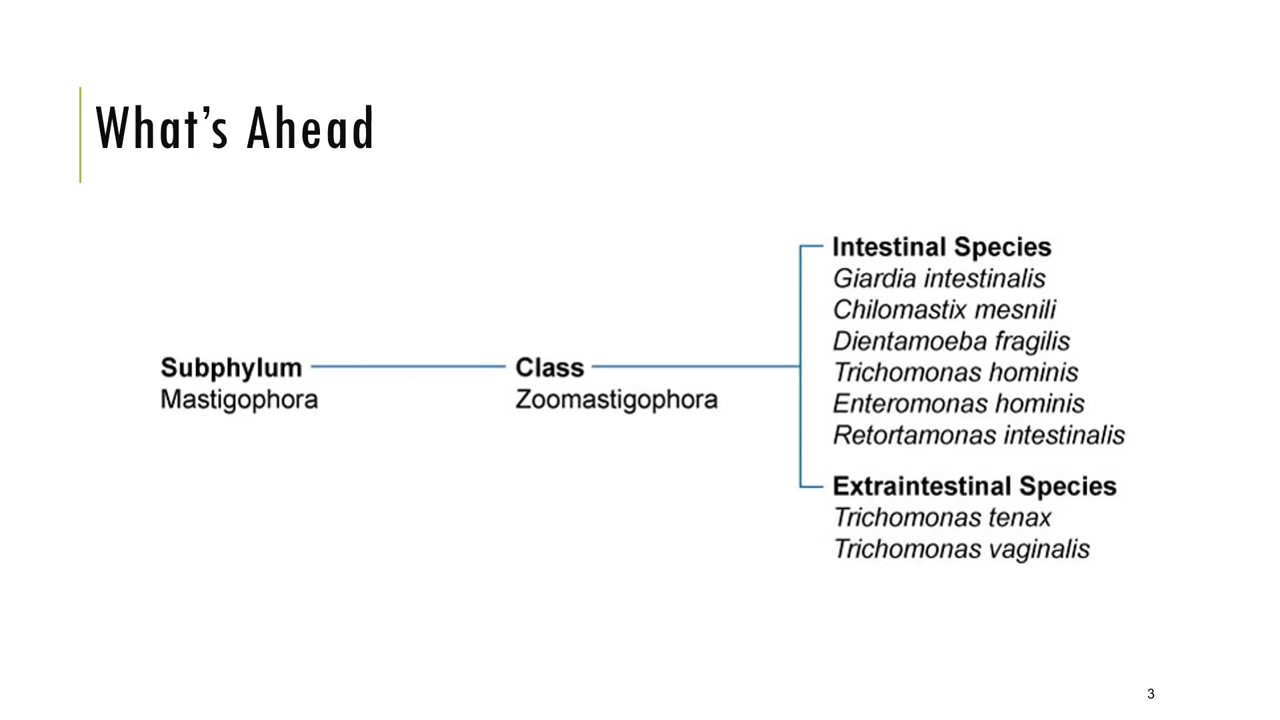 What’s Ahead
Subphylum
Mastigophora
Class
Zoomastigophora
Intestinal Species
Giardia intestinalis
Chilomastix mesnili
Dientamoeba fragilis
Trichomonas hominis
Enteromonas hominis
Retortamonas intestinalis
Extraintestinal Species
Trichomonas tenax
Trichomonas vaginalis
3